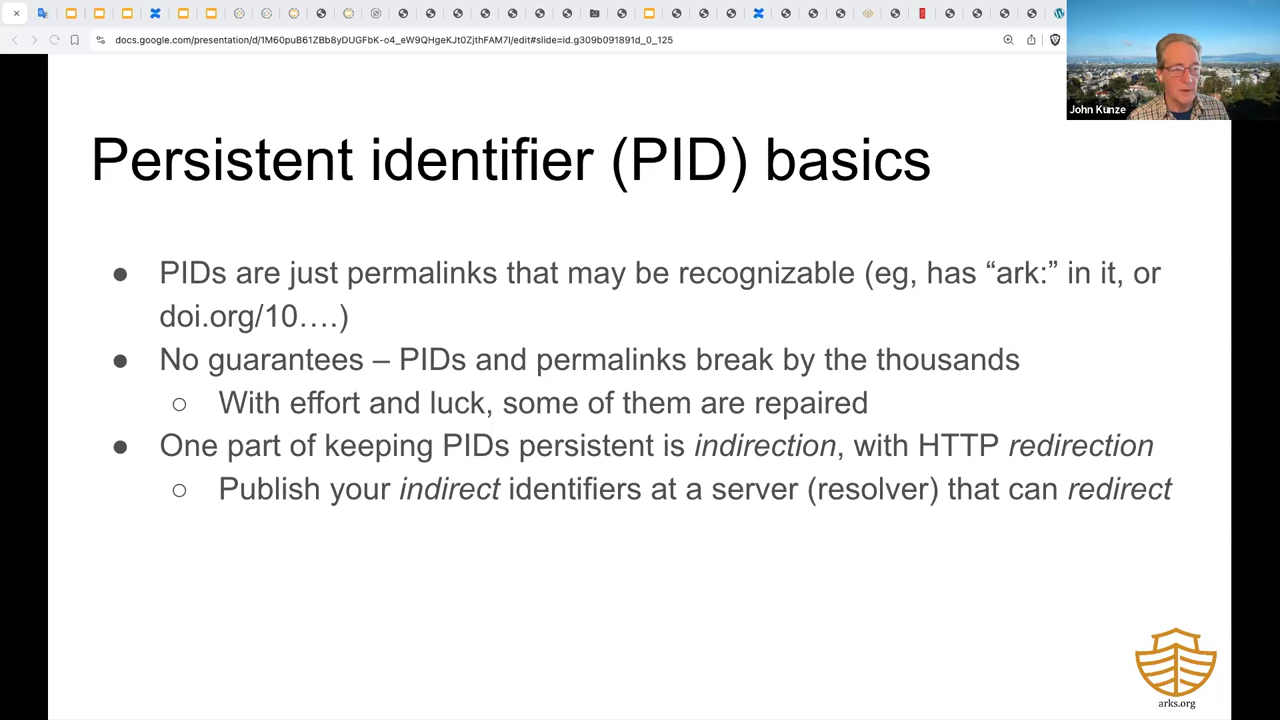 docs.google.com/presentation/d/1M60puB61ZBb8yDUGFbK-o4_eW9QHgeKJt0ZjthFAM7I/edit#slide=id.g309b091891d_0_125
John Kunze
Persistent identifier (PID) basics
● PIDs are just permalinks that may be recognizable (eg, has “ark:” in it, or
doi.org/10….)
● No guarantees – PIDs and permalinks break by the thousands
○ With effort and luck, some of them are repaired
● One part of keeping PIDs persistent is indirection, with HTTP redirection
○ Publish your indirect identifiers at a server (resolver) that can redirect
arks.org